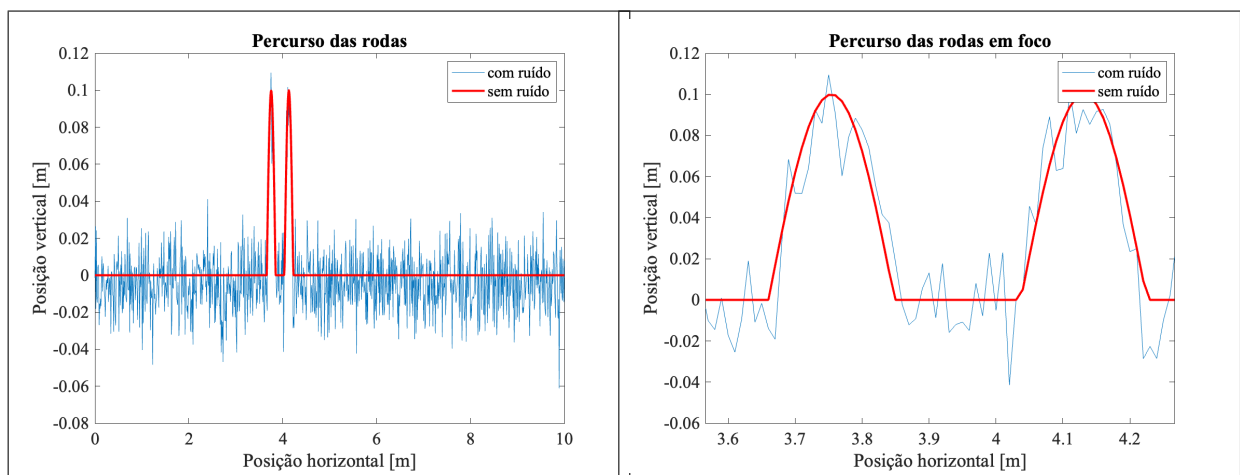 Percurso das rodas
0.12
0.1
0.08
0.06
0.04
0.02
0
-0.02
-0.04
-0.06
-0.08
Posição vertical [m]
com ruído
sem ruído
0 2 4 6 8 10
Posição horizontal [m]
Percurso das rodas em foco
0.12
0.1
0.08
0.06
0.04
0.02
0
-0.02
-0.04
-0.06
Posição vertical [m]
com ruído
sem ruído
3.6 3.7 3.8 3.9 4 4.1 4.2
Posição horizontal [m]